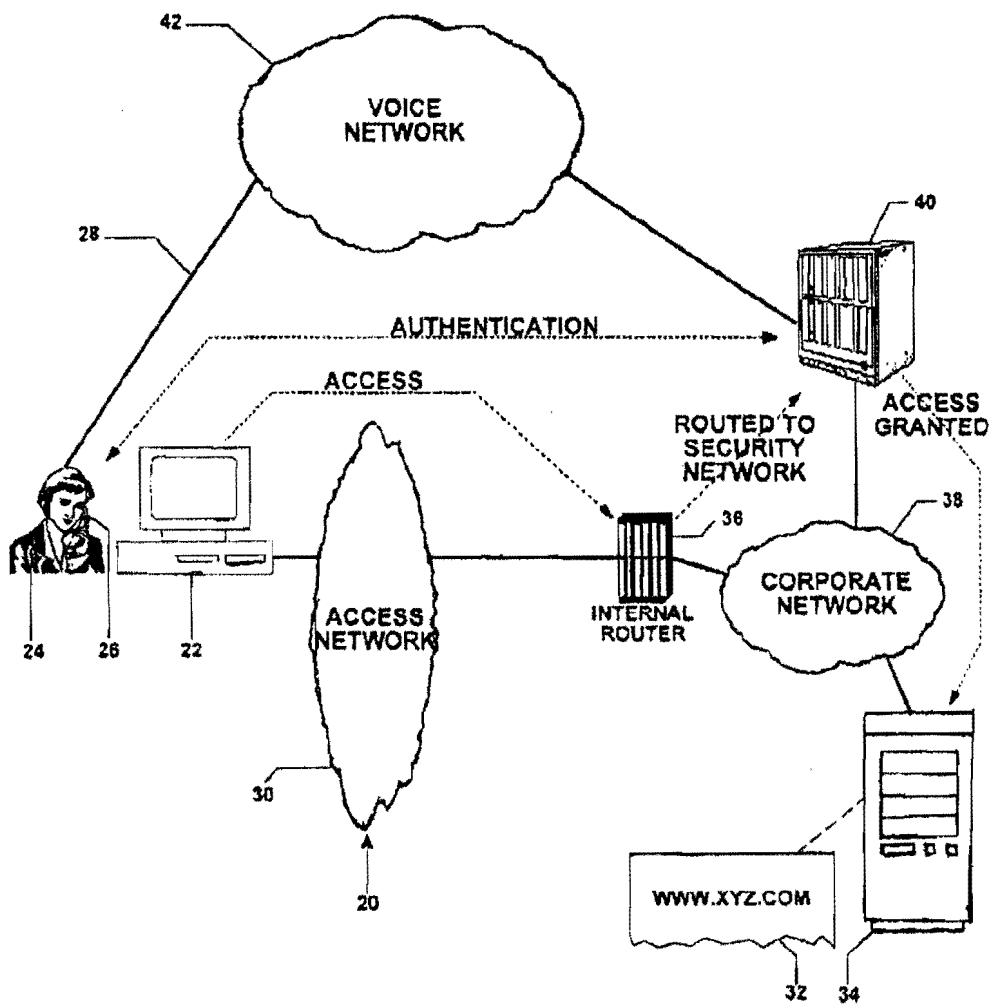 42
VOICE
NETWORK
40
28
AUTHENTICATION
ACCESS
ACCESS
GRANTED
ROUTED TO
SECURITY
NETWORK
36
38
CORPORATE
NETWORK
INTERNAL
ROUTER
ACCESS
NETWORK
24
26
22
30
20
WWW.XYZ.COM
32
34